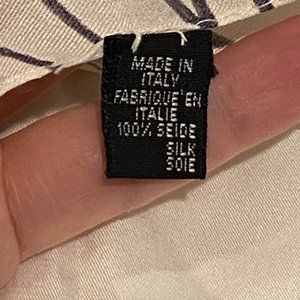 MADE IN
ITALY
FABRIQUE EN
ITALIE
100% SEIDE
SILK
SOIE